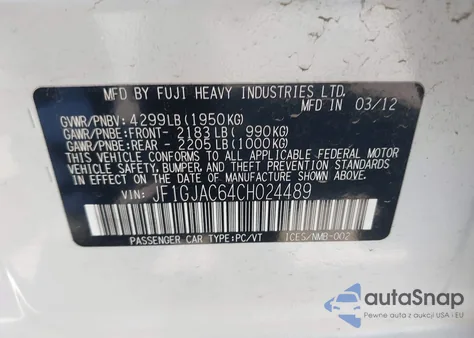 MFD BY FUJI HEAVY INDUSTRIES LTD.
IN 03/12
GVWR/PNBV: 4299LB(1950KG)
GAWR/PNBE: FRONT- 2183LB( 990KG)
GAWR/PNBE: REAR - 2205LB(1000KG)
THIS VEHICLE CONFORMS TO ALL APPLICABLE FEDERAL MOTOR
VEHICLE SAFETY, BUMPER, AND THEFT PREVENTION
STANDARDS IN EFFECT ON THE DATE OF MANUFACTURE
SHOWN ABOVE.
VIN: JF1GJAC64CH024489
PASSENGER CAR TYPE:PC/VT ICES/NMB-002
autoSnap
Pewne auta z aukcji USA i EU